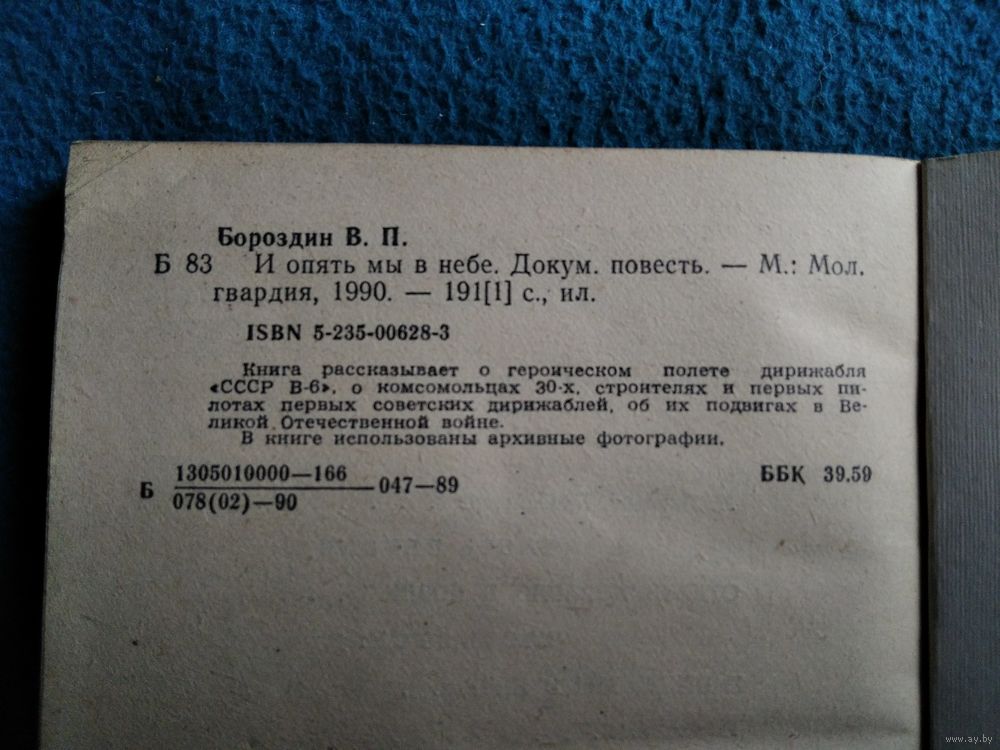 Бороздин В. П.
Б 83 И опять мы в небе. Докум. повесть. — М.: Мол.
гвардия, 1990. — 191[1] с., ил.
ISBN 5-235-00628-3
Книга рассказывает о героическом полете дирижабля
«СССР В-6», о комсомольцах 30-х, строителях и первых пи-
лотах первых советских дирижаблей, об их подвигах в Ве-
ликой Отечественной войне.
В книге использованы архивные фотографии.
1305010000—166
Б 047—89 ББК 39.59
078(02)—90
www.ay.by